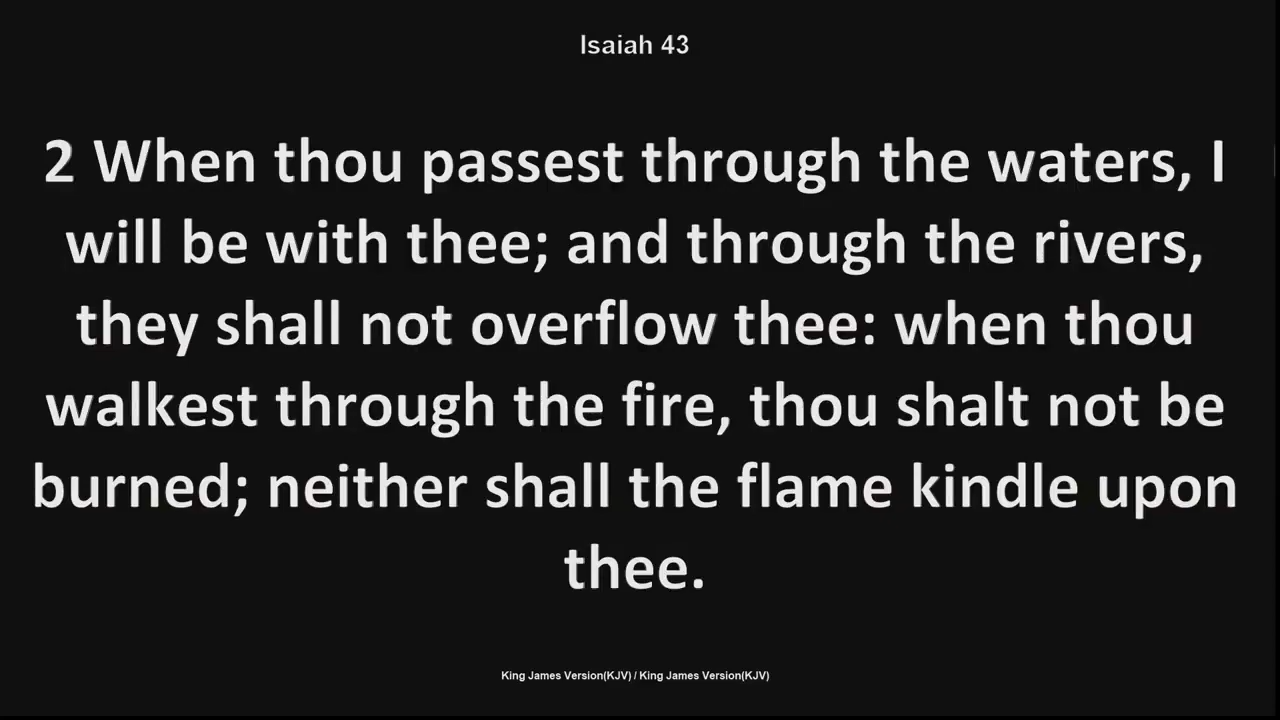 Isaiah 43
2 When thou passest through the waters, I
will be with thee; and through the rivers,
they shall not overflow thee: when thou
walkest through the fire, thou shalt not be
burned; neither shall the flame kindle upon
thee.
King James Version(KJV) / King James Version(KJV)